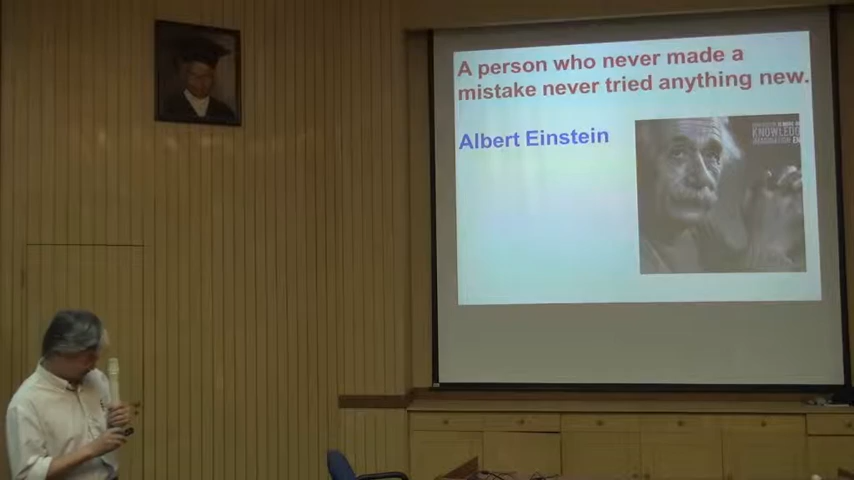 A person who never made a
mistake never tried anything new.
Albert Einstein
KNOWLEDGE